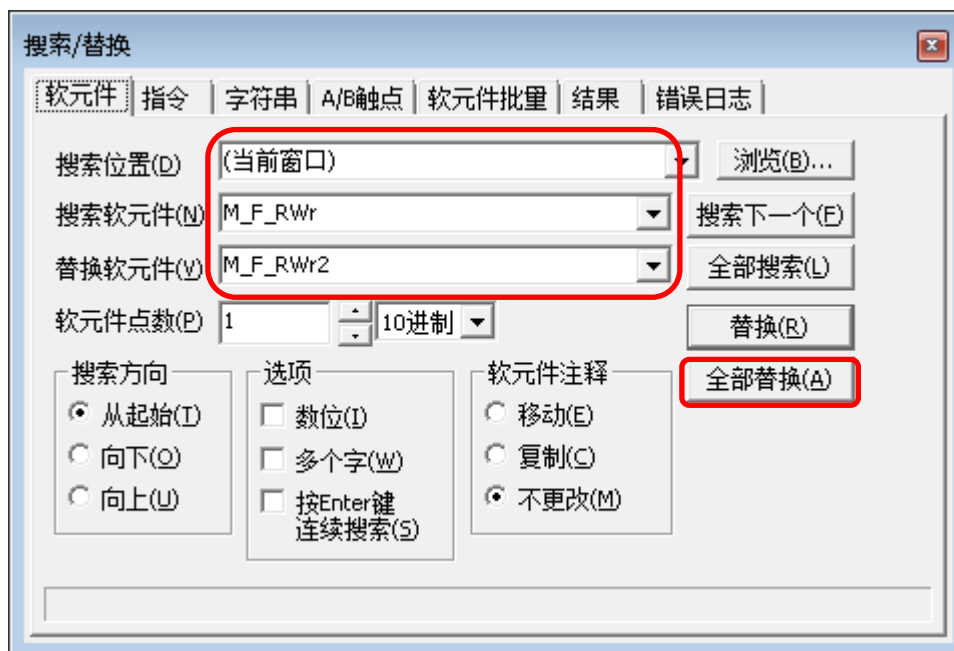 搜索/替换
软元件 指令 字符串 A/B触点 软元件批量 结果 错误日志
搜索位置(D) (当前窗口) 浏览(B)...
搜索软元件(N) M_F_RWr 搜索下一个(F)
替换软元件(V) M_F_RWr2 全部搜索(L)
软元件点数(P) 1 10进制 替换(R)
全部替换(A)
搜索方向 选项 软元件注释
从起始(T) 数位(I) 移动(E)
向下(O) 多个字(W) 复制(C)
向上(U) 按Enter键 不更改(M)
连续搜索(S)